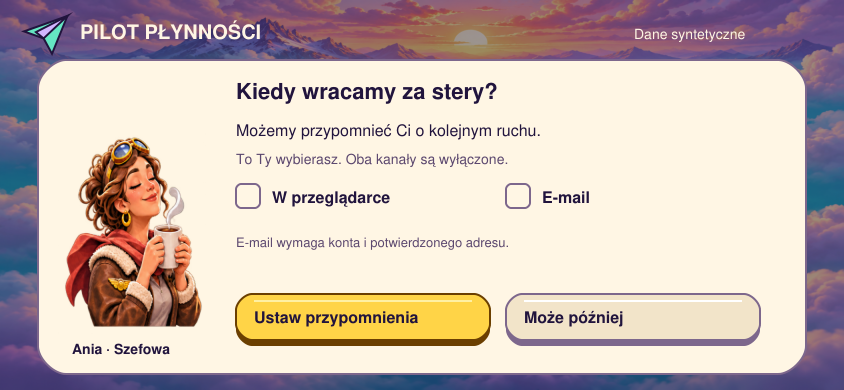 PILOT PŁYNNOŚCI
Dane syntetyczne
Kiedy wracamy za stery?
Możemy przypomnieć Ci o kolejnym ruchu.
To Ty wybierasz. Oba kanały są wyłączone.
W przeglądarce
E-mail
E-mail wymaga konta i potwierdzonego adresu.
Ustaw przypomnienia
Może później
Ania · Szefowa